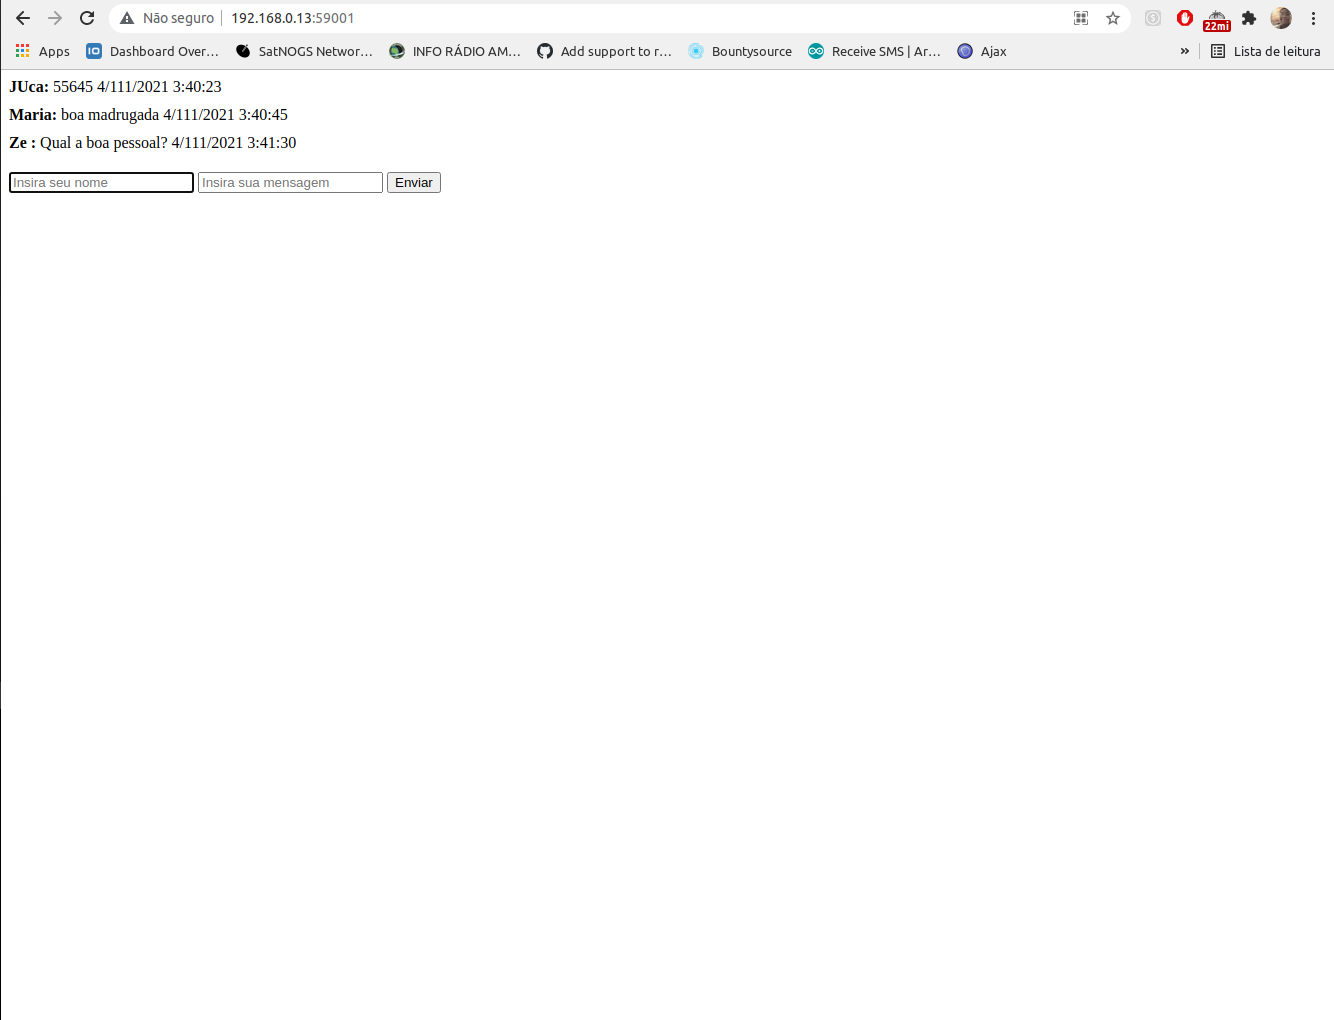 Não seguro 192.168.0.13:59001
22mi
Apps Dashboard Over… SatNOGS Networ… INFO RÁDIO AM… Add support to r… Bountysource Receive SMS | Ar… Ajax » Lista de leitura
JUca: 55645 4/111/2021 3:40:23
Maria: boa madrugada 4/111/2021 3:40:45
Ze : Qual a boa pessoal? 4/111/2021 3:41:30
Insira seu nome Insira sua mensagem Enviar